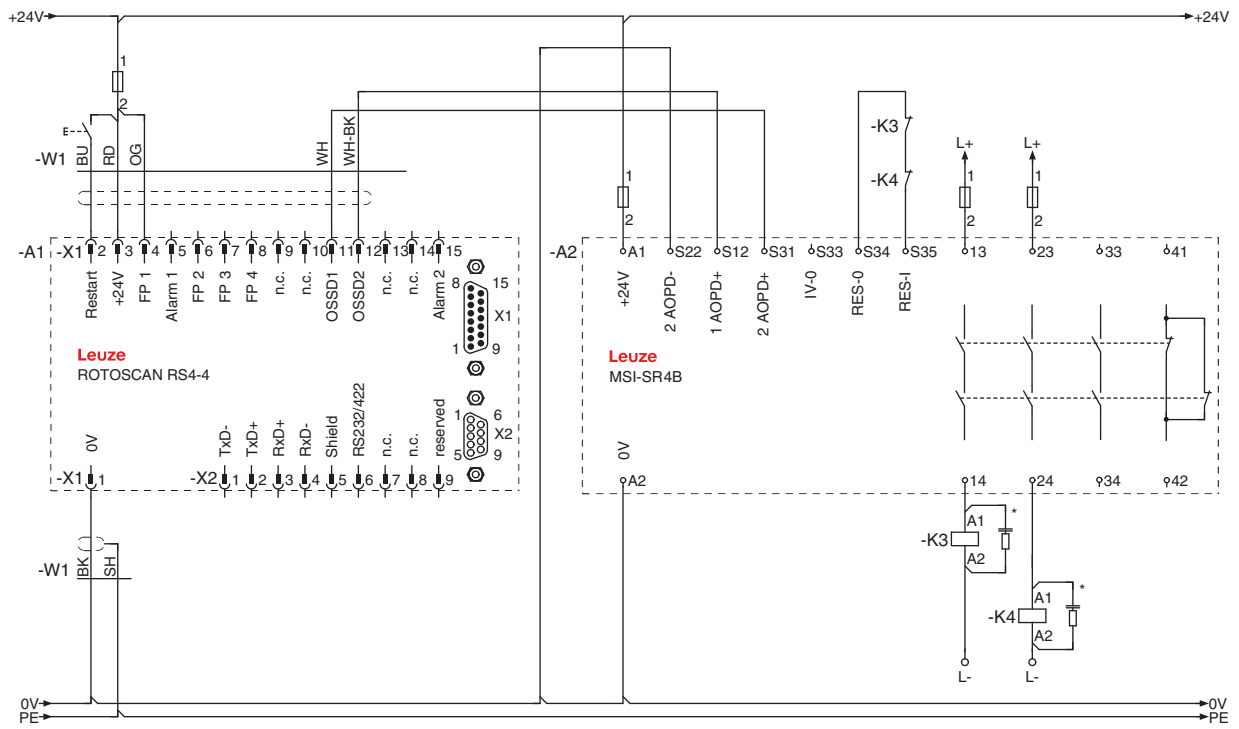 +24V +24V
1
2
1
2
L+ L+
1 1
2 2
-K3
-K4
-W1 BU RD OG WH WH-BK
-A1 -X1 2 3 4 5 6 7 8 9 10 11 12 13 14 15
Restart +24V FP 1 Alarm 1 FP 2 FP 3 FP 4 n.c. n.c. OSSD1 OSSD2 n.c. n.c. Alarm 2
8 15
X1
1 9
Leuze
ROTOSCAN RS4-4
1 6
X2
5 9
0V TxD- TxD+ RxD+ RxD- Shield RS232/422 n.c. n.c. reserved
-X1 1 -X2 1 2 3 4 5 6 7 8 9
-W1 BK SH
-A2 A1 S22 S12 S31 S33 S34 S35 13 23 33 41
+24V 2 AOPD- 1 AOPD+ 2 AOPD+ IV-0 RES-0 RES-I
Leuze
MSI-SR4B
0V
A2 14 24 34 42
-K3 A1 *
A2
-K4 A1 *
A2
L- L-
0V 0V
PE PE